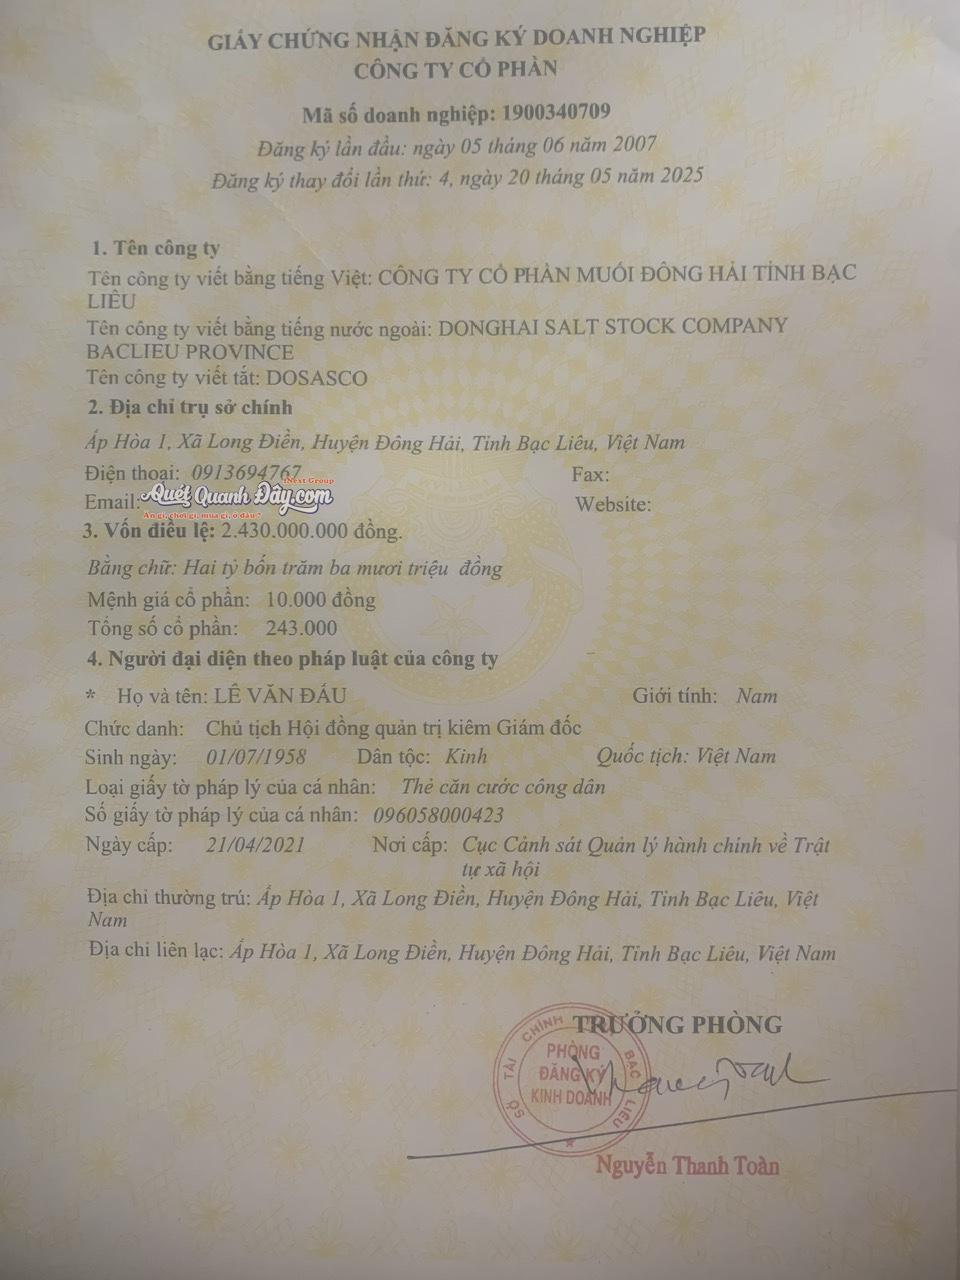 GIẤY CHỨNG NHẬN ĐĂNG KÝ DOANH NGHIỆP
CÔNG TY CỔ PHẦN
Mã số doanh nghiệp: 1900340709
Đăng ký lần đầu: ngày 05 tháng 06 năm 2007
Đăng ký thay đổi lần thứ: 4, ngày 20 tháng 05 năm 2025
1. Tên công ty
Tên công ty viết bằng tiếng Việt: CÔNG TY CỔ PHẦN MUỐI ĐÔNG HẢI TỈNH BẠC
LIÊU
Tên công ty viết bằng tiếng nước ngoài: DONGHAI SALT STOCK COMPANY
BACLIEU PROVINCE
Tên công ty viết tắt: DOSASCO
2. Địa chỉ trụ sở chính
Ấp Hòa 1, Xã Long Điền, Huyện Đông Hải, Tỉnh Bạc Liêu, Việt Nam
Điện thoại: 0913694767 Fax:
iNext Group
Email: Quét Quanh Đây.com Website:
Ăn gì, chơi gì, mua gì, ở đâu?
3. Vốn điều lệ: 2.430.000.000 đồng.
Bằng chữ: Hai tỷ bốn trăm ba mươi triệu đồng
Mệnh giá cổ phần: 10.000 đồng
Tổng số cổ phần: 243.000
4. Người đại diện theo pháp luật của công ty
* Họ và tên: LÊ VĂN ĐẤU Giới tính: Nam
Chức danh: Chủ tịch Hội đồng quản trị kiêm Giám đốc
Sinh ngày: 01/07/1958 Dân tộc: Kinh Quốc tịch: Việt Nam
Loại giấy tờ pháp lý của cá nhân: Thẻ căn cước công dân
Số giấy tờ pháp lý của cá nhân: 096058000423
Ngày cấp: 21/04/2021 Nơi cấp: Cục Cảnh sát Quản lý hành chính về Trật
tự xã hội
Địa chỉ thường trú: Ấp Hòa 1, Xã Long Điền, Huyện Đông Hải, Tỉnh Bạc Liêu, Việt
Nam
Địa chỉ liên lạc: Ấp Hòa 1, Xã Long Điền, Huyện Đông Hải, Tỉnh Bạc Liêu, Việt Nam
TRƯỞNG PHÒNG
SỞ TÀI CHÍNH BẠC LIÊU
PHÒNG
ĐĂNG KÝ
KINH DOANH
Nguyễn Thanh Toàn